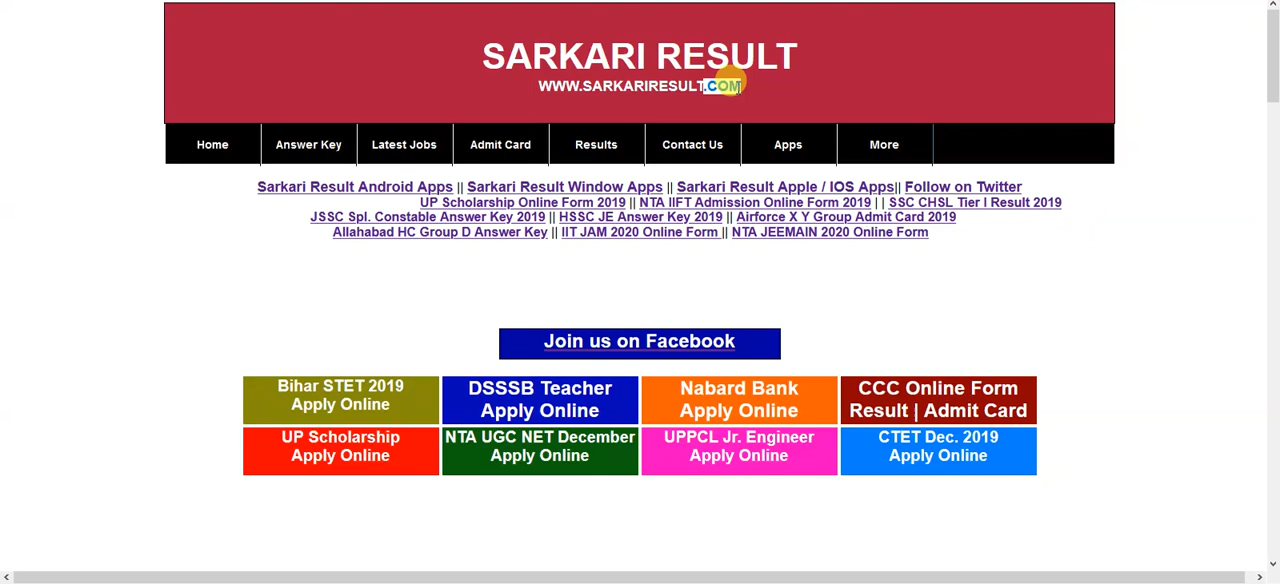 SARKARI RESULT
WWW.SARKARIRESULT.COM
Home Answer Key Latest Jobs Admit Card Results Contact Us Apps More
Sarkari Result Android Apps || Sarkari Result Window Apps || Sarkari Result Apple / IOS Apps|| Follow on Twitter
UP Scholarship Online Form 2019 || NTA IIFT Admission Online Form 2019 | | SSC CHSL Tier I Result 2019
JSSC Spl. Constable Answer Key 2019 || HSSC JE Answer Key 2019 || Airforce X Y Group Admit Card 2019
Allahabad HC Group D Answer Key || IIT JAM 2020 Online Form || NTA JEEMAIN 2020 Online Form
Join us on Facebook
Bihar STET 2019
Apply Online
DSSSB Teacher
Apply Online
Nabard Bank
Apply Online
CCC Online Form
Result | Admit Card
UP Scholarship
Apply Online
NTA UGC NET December
Apply Online
UPPCL Jr. Engineer
Apply Online
CTET Dec. 2019
Apply Online